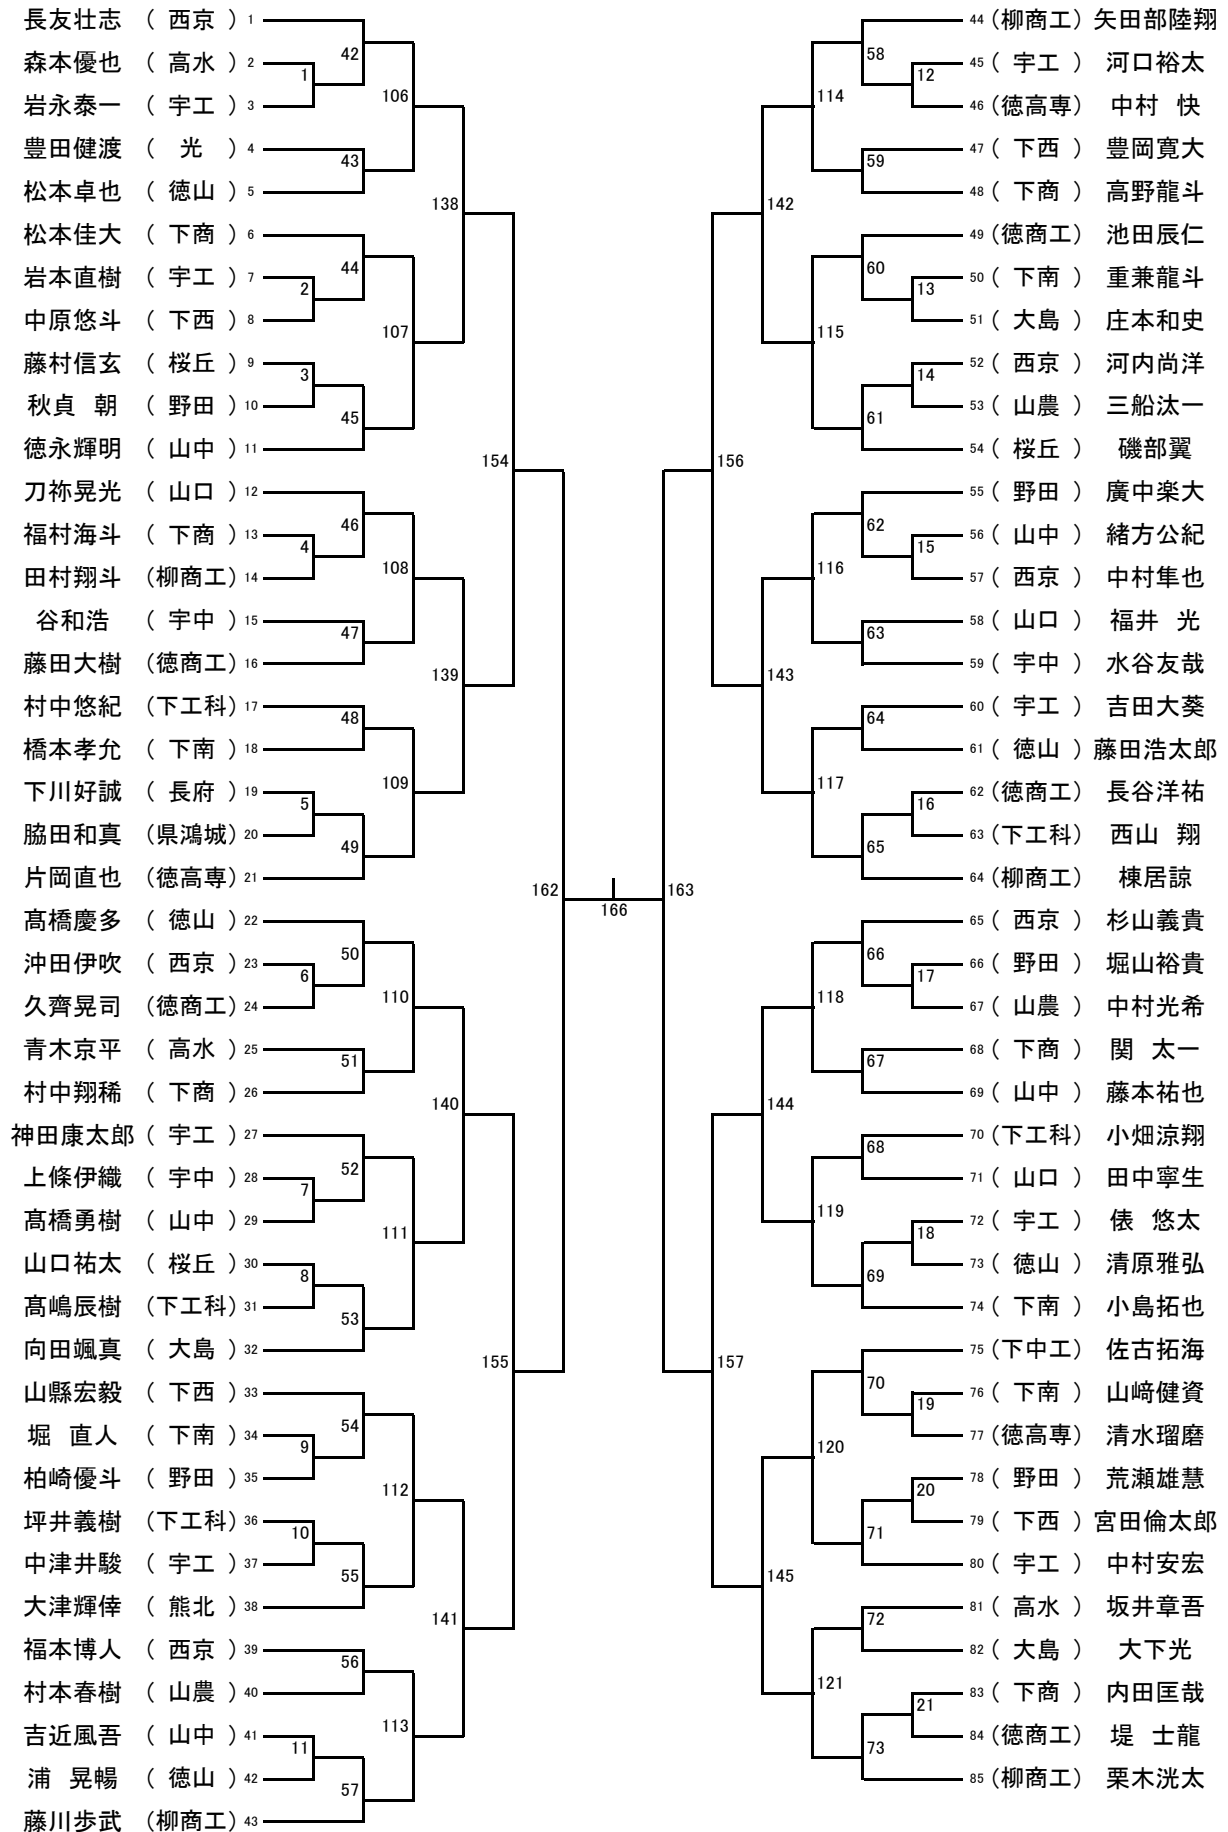 長友壮志 （ 西京 ） 1
森本優也 （ 高水 ） 2
岩永泰一 （ 宇工 ） 3
豊田健渡 （ 光 ） 4
松本卓也 （ 徳山 ） 5
松本佳大 （ 下商 ） 6
岩本直樹 （ 宇工 ） 7
中原悠斗 （ 下西 ） 8
藤村信玄 （ 桜丘 ） 9
秋貞 朝 （ 野田 ） 10
徳永輝明 （ 山中 ） 11
刀祢晃光 （ 山口 ） 12
福村海斗 （ 下商 ） 13
田村翔斗 （柳商工） 14
谷和浩 （ 宇中 ） 15
藤田大樹 （徳商工） 16
村中悠紀 （下工科） 17
橋本孝允 （ 下南 ） 18
下川好誠 （ 長府 ） 19
脇田和真 （県鴻城） 20
片岡直也 （徳高専） 21
髙橋慶多 （ 徳山 ） 22
沖田伊吹 （ 西京 ） 23
久齊晃司 （徳商工） 24
青木京平 （ 高水 ） 25
村中翔稀 （ 下商 ） 26
神田康太郎 （ 宇工 ） 27
上條伊織 （ 宇中 ） 28
髙橋勇樹 （ 山中 ） 29
山口祐太 （ 桜丘 ） 30
髙嶋辰樹 （下工科） 31
向田颯真 （ 大島 ） 32
山縣宏毅 （ 下西 ） 33
堀 直人 （ 下南 ） 34
柏崎優斗 （ 野田 ） 35
坪井義樹 （下工科） 36
中津井駿 （ 宇工 ） 37
大津輝倖 （ 熊北 ） 38
福本博人 （ 西京 ） 39
村本春樹 （ 山農 ） 40
吉近風吾 （ 山中 ） 41
浦 晃暢 （ 徳山 ） 42
藤川歩武 （柳商工） 43
1
2
3
4
5
6
7
8
9
10
11
42
43
44
45
46
47
48
49
50
51
52
53
54
55
56
57
106
107
108
109
110
111
112
113
138
139
140
141
154
155
162
166
163
156
157
142
143
144
145
114
115
116
117
118
119
120
121
58
59
60
61
62
63
64
65
66
67
68
69
70
71
72
73
12
13
14
15
16
17
18
19
20
21
44 （柳商工） 矢田部陸翔
45 （ 宇工 ） 河口裕太
46 （徳高専） 中村 快
47 （ 下西 ） 豊岡寛大
48 （ 下商 ） 高野龍斗
49 （徳商工） 池田辰仁
50 （ 下南 ） 重兼龍斗
51 （ 大島 ） 庄本和史
52 （ 西京 ） 河内尚洋
53 （ 山農 ） 三船汰一
54 （ 桜丘 ） 磯部翼
55 （ 野田 ） 廣中楽大
56 （ 山中 ） 緒方公紀
57 （ 西京 ） 中村隼也
58 （ 山口 ） 福井 光
59 （ 宇中 ） 水谷友哉
60 （ 宇工 ） 吉田大葵
61 （ 徳山 ） 藤田浩太郎
62 （徳商工） 長谷洋祐
63 （下工科） 西山 翔
64 （柳商工） 棟居諒
65 （ 西京 ） 杉山義貴
66 （ 野田 ） 堀山裕貴
67 （ 山農 ） 中村光希
68 （ 下商 ） 関 太一
69 （ 山中 ） 藤本祐也
70 （下工科） 小畑涼翔
71 （ 山口 ） 田中寧生
72 （ 宇工 ） 俵 悠太
73 （ 徳山 ） 清原雅弘
74 （ 下南 ） 小島拓也
75 （下中工） 佐古拓海
76 （ 下南 ） 山﨑健資
77 （徳高専） 清水瑠磨
78 （ 野田 ） 荒瀬雄慧
79 （ 下西 ） 宮田倫太郎
80 （ 宇工 ） 中村安宏
81 （ 高水 ） 坂井章吾
82 （ 大島 ） 大下光
83 （ 下商 ） 内田匡哉
84 （徳商工） 堤 士龍
85 （柳商工） 栗木洸太